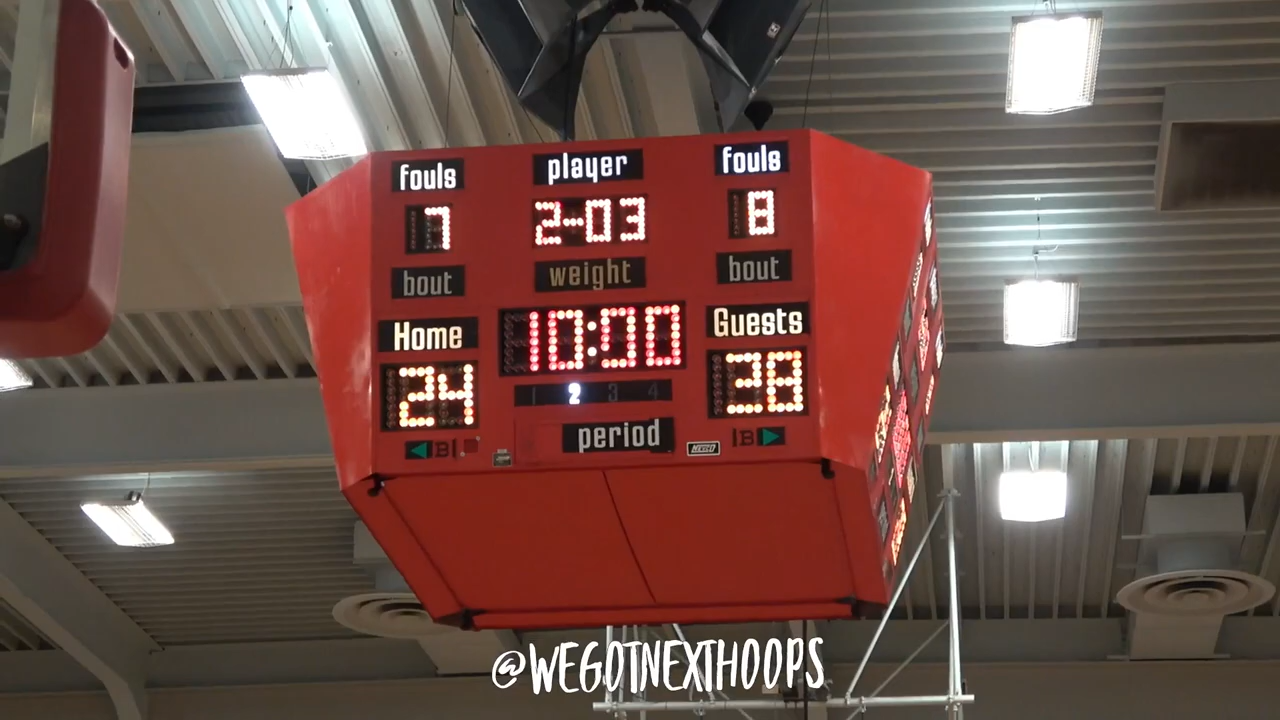 fouls player fouls
7 2-03 8
bout weight bout
Home 10:00 Guests
24 1 2 3 4 38
B period B
@WEGOTNEXTHOOPS